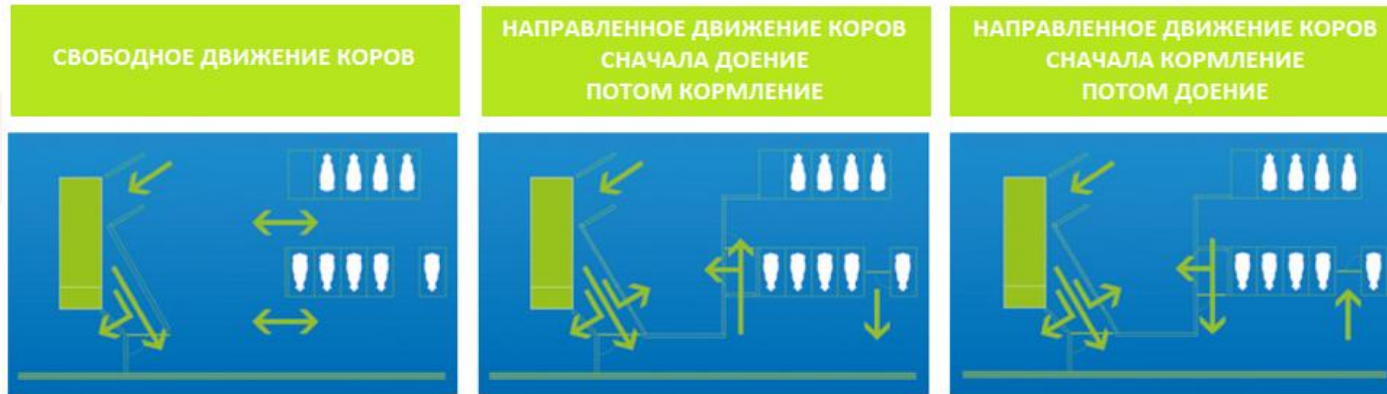 СВОБОДНОЕ ДВИЖЕНИЕ КОРОВ
НАПРАВЛЕННОЕ ДВИЖЕНИЕ КОРОВ
СНАЧАЛА ДОЕНИЕ
ПОТОМ КОРМЛЕНИЕ
НАПРАВЛЕННОЕ ДВИЖЕНИЕ КОРОВ
СНАЧАЛА КОРМЛЕНИЕ
ПОТОМ ДОЕНИЕ